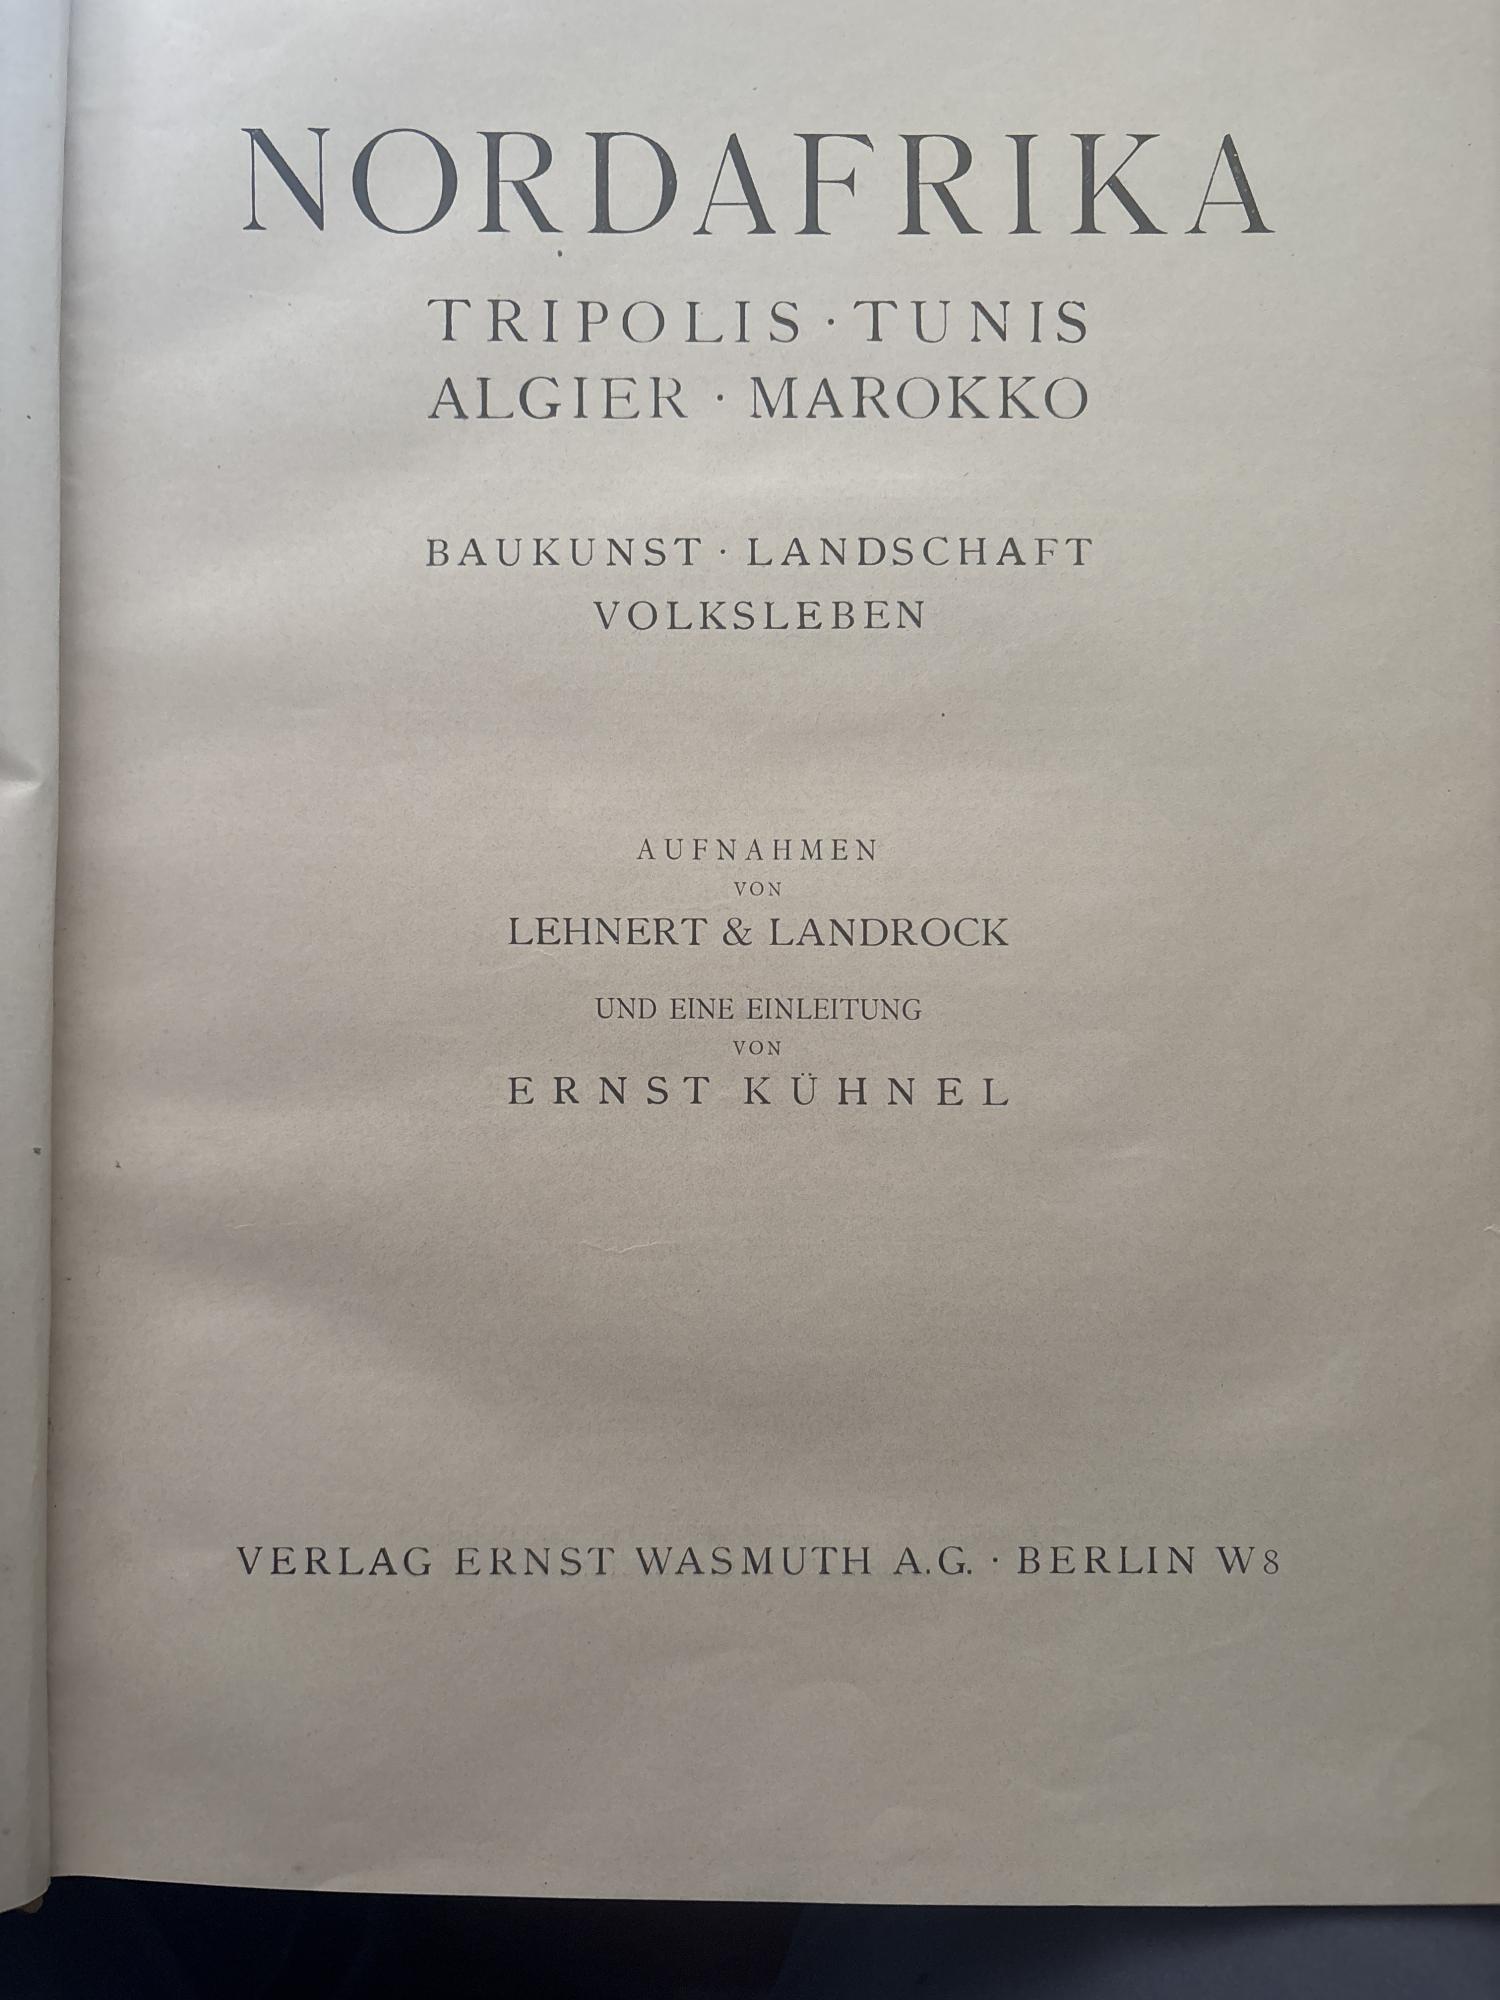 NORDAFRIKA
TRIPOLIS · TUNIS
ALGIER · MAROKKO
BAUKUNST · LANDSCHAFT
VOLKSLEBEN
AUFNAHMEN
VON
LEHNERT & LANDROCK
UND EINE EINLEITUNG
VON
ERNST KÜHNEL
VERLAG ERNST WASMUTH A.G. · BERLIN W8